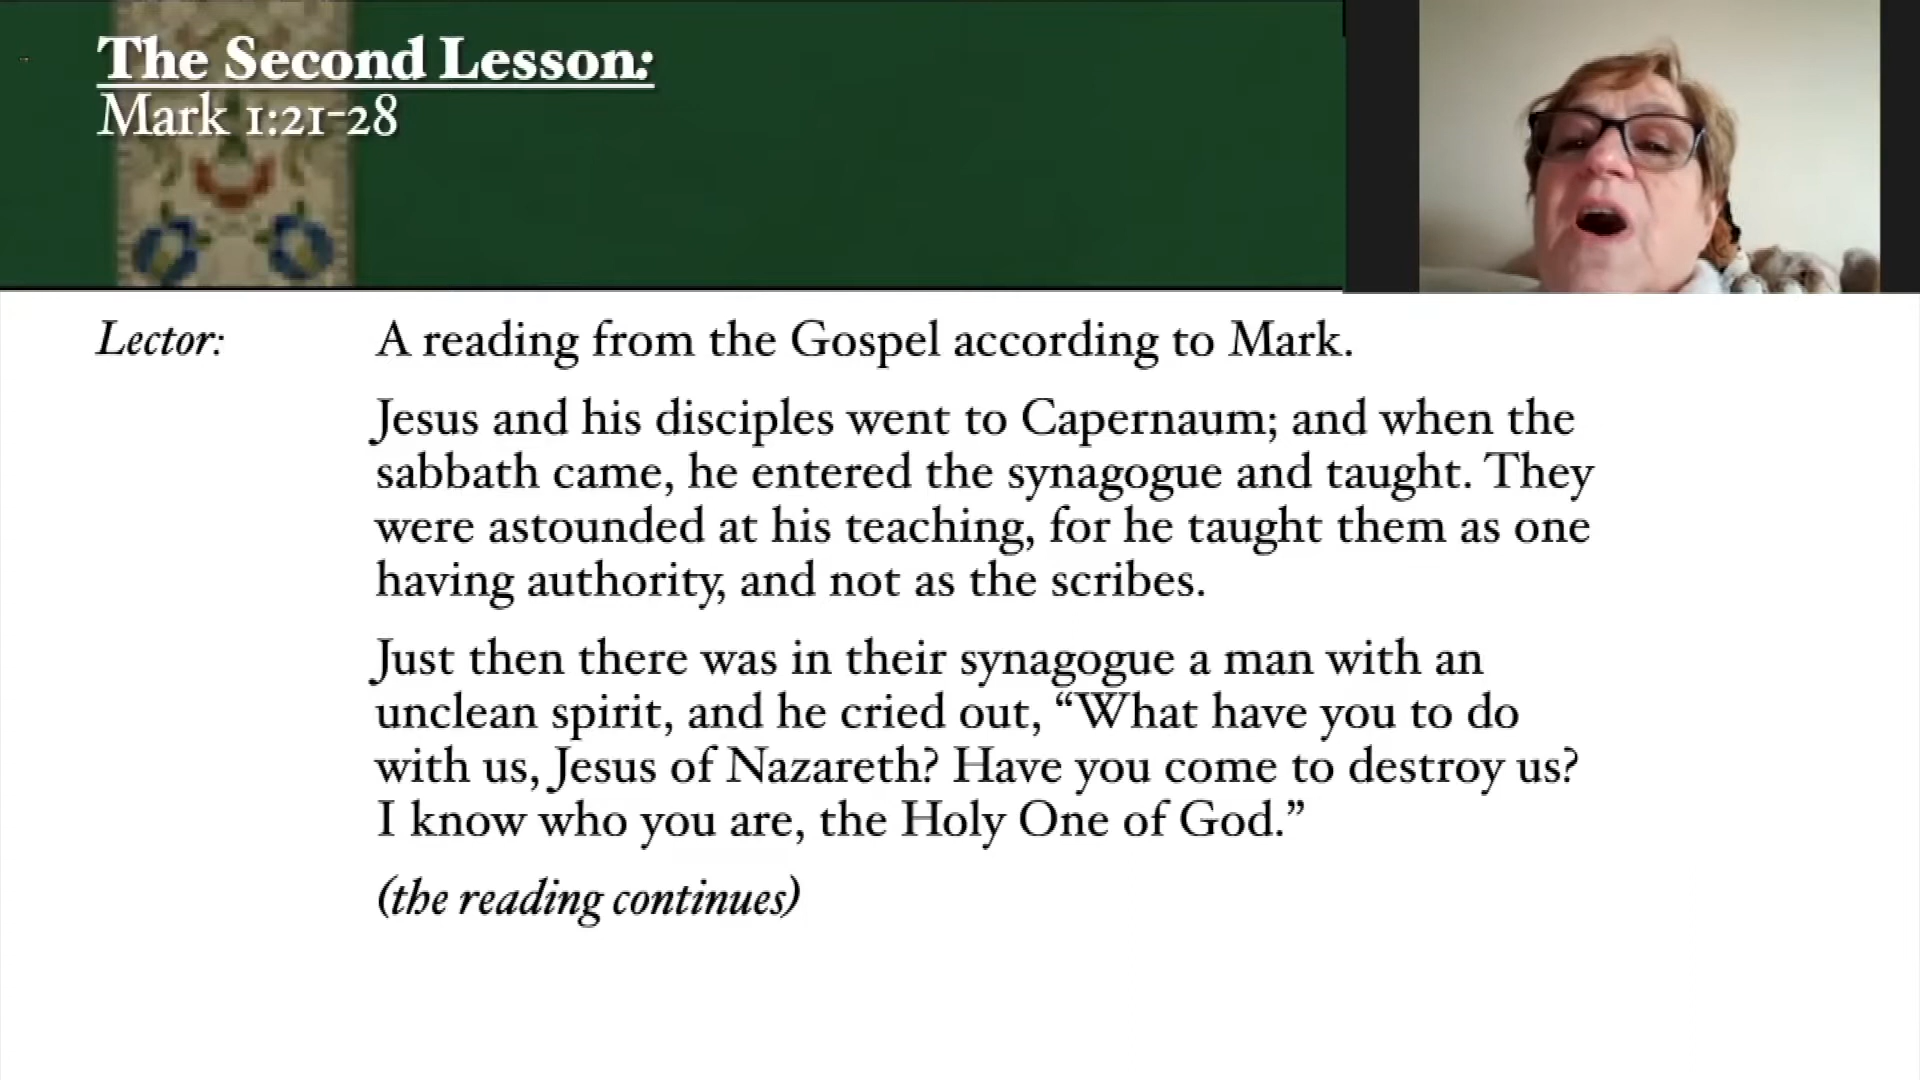 The Second Lesson:
Mark 1:21-28
Lector:
A reading from the Gospel according to Mark.
Jesus and his disciples went to Capernaum; and when the
sabbath came, he entered the synagogue and taught. They
were astounded at his teaching, for he taught them as one
having authority, and not as the scribes.
Just then there was in their synagogue a man with an
unclean spirit, and he cried out, “What have you to do
with us, Jesus of Nazareth? Have you come to destroy us?
I know who you are, the Holy One of God.”
(the reading continues)